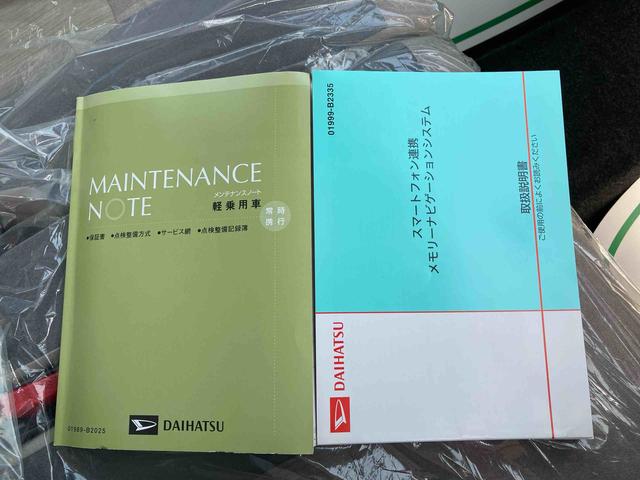 MAINTENANCE
NOTE
メンテナンスノート
軽乗用車
常時
携行
●保証書 ●点検整備方式 ●サービス網 ●点検整備記録簿
01989-B2025
DAIHATSU
01999-B2335
スマートフォン連携
メモリーナビゲーションシステム
取扱説明書
ご使用の前によくお読みください
DAIHATSU